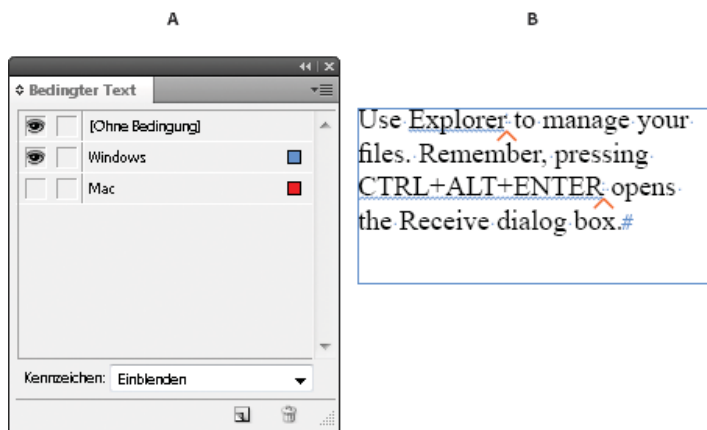 A
B
Bedingter Text
[Ohne Bedingung]
Windows
Mac
Kennzeichen: Einblenden
Use Explorer to manage your
files. Remember, pressing
CTRL+ALT+ENTER opens
the Receive dialog box.#